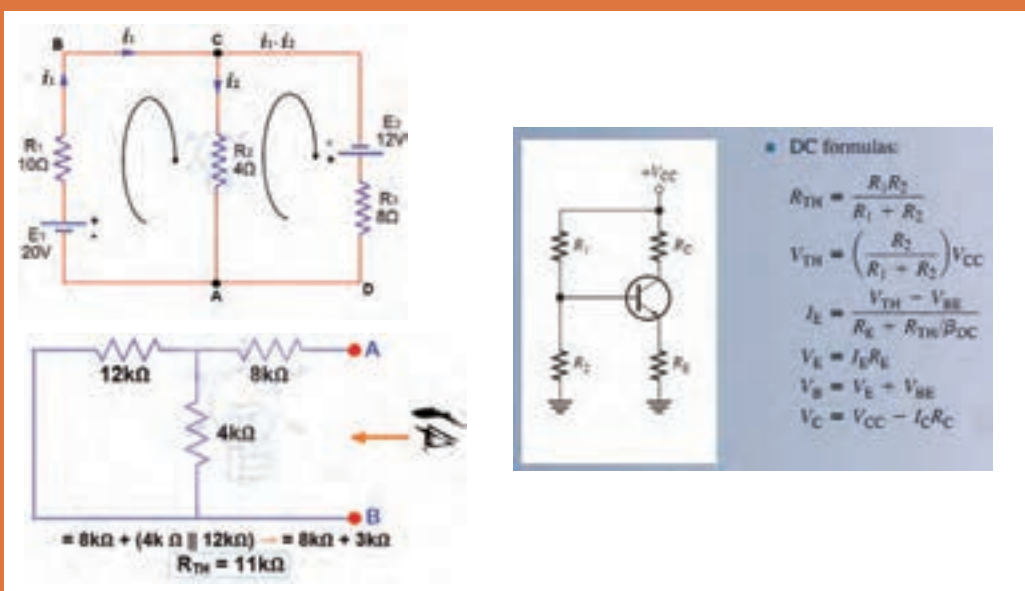 B i₁ C i₁-i₂
i₁ i₂
R₁
10Ω
R₂
4Ω
E₂
12V
R₃
8Ω
+
-
E₁
20V
A D
12kΩ 8kΩ A
4kΩ
B
= 8kΩ + (4k Ω || 12kΩ) → = 8kΩ + 3kΩ
R_TH = 11kΩ
+V_CC
R₁ R_C
R₂ R_E
• DC formulas:
R_TH = R₁R₂ / (R₁ + R₂)
V_TH = (R₂ / (R₁ + R₂)) V_CC
I_E = (V_TH − V_BE) / (R_E + R_TH/β_DC)
V_E = I_E R_E
V_B = V_E + V_BE
V_C = V_CC − I_C R_C